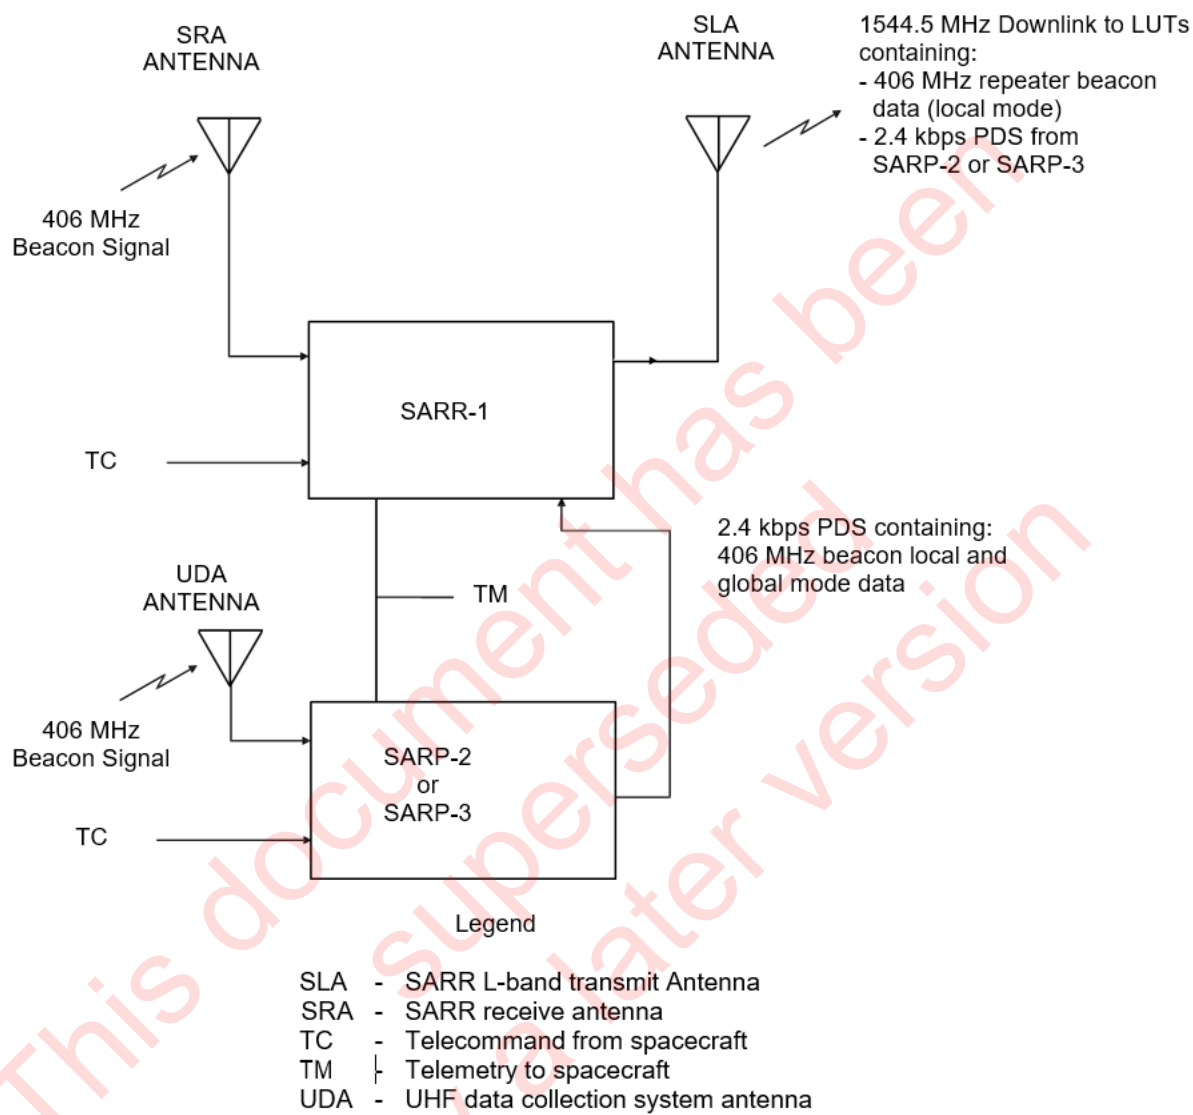 SRA
ANTENNA
SLA
ANTENNA
1544.5 MHz Downlink to LUTs
containing:
- 406 MHz repeater beacon
data (local mode)
- 2.4 kbps PDS from
SARP-2 or SARP-3
406 MHz
Beacon Signal
SARR-1
TC
2.4 kbps PDS containing:
406 MHz beacon local and
global mode data
UDA
ANTENNA
TM
406 MHz
Beacon Signal
SARP-2
or
SARP-3
TC
Legend
SLA - SARR L-band transmit Antenna
SRA - SARR receive antenna
TC - Telecommand from spacecraft
TM - Telemetry to spacecraft
UDA - UHF data collection system antenna
This document has been
superseded
a later version